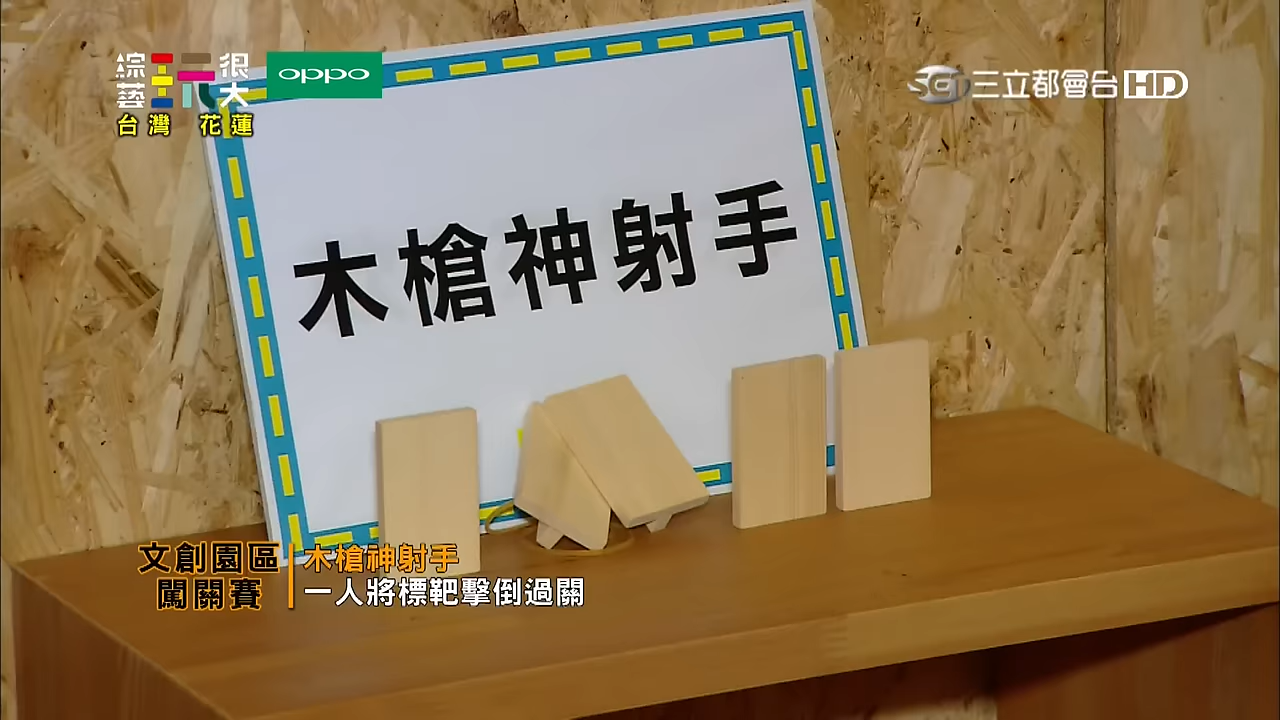 綜藝玩很大
台灣 花蓮
oppo
三立都會台HD
木槍神射手
文創園區
闖關賽
木槍神射手
一人將標靶擊倒過關